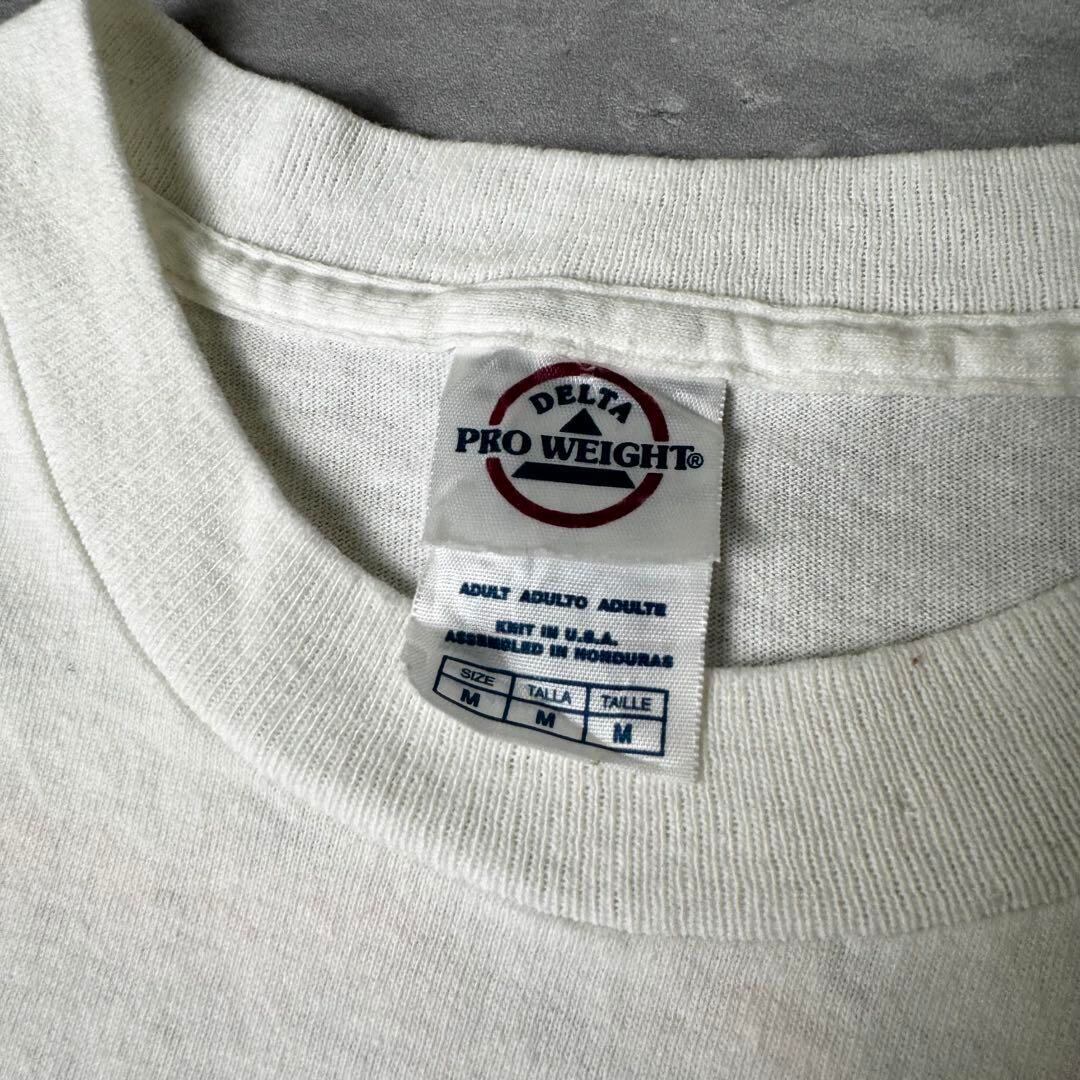 DELTA
PRO WEIGHT®
ADULT ADULTO ADULTE
KNIT IN U.S.A.
ASSEMBLED IN HONDURAS
SIZE TALLA TAILLE
M M M